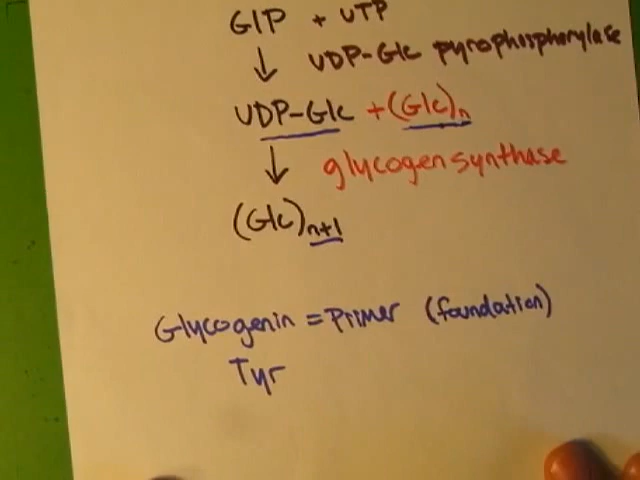 G1P + UTP
↓ UDP-Glc pyrophosphorylase
UDP-Glc + (Glc)n
↓ glycogen synthase
(Glc)n+1
Glycogenin = Primer (foundation)
Tyr